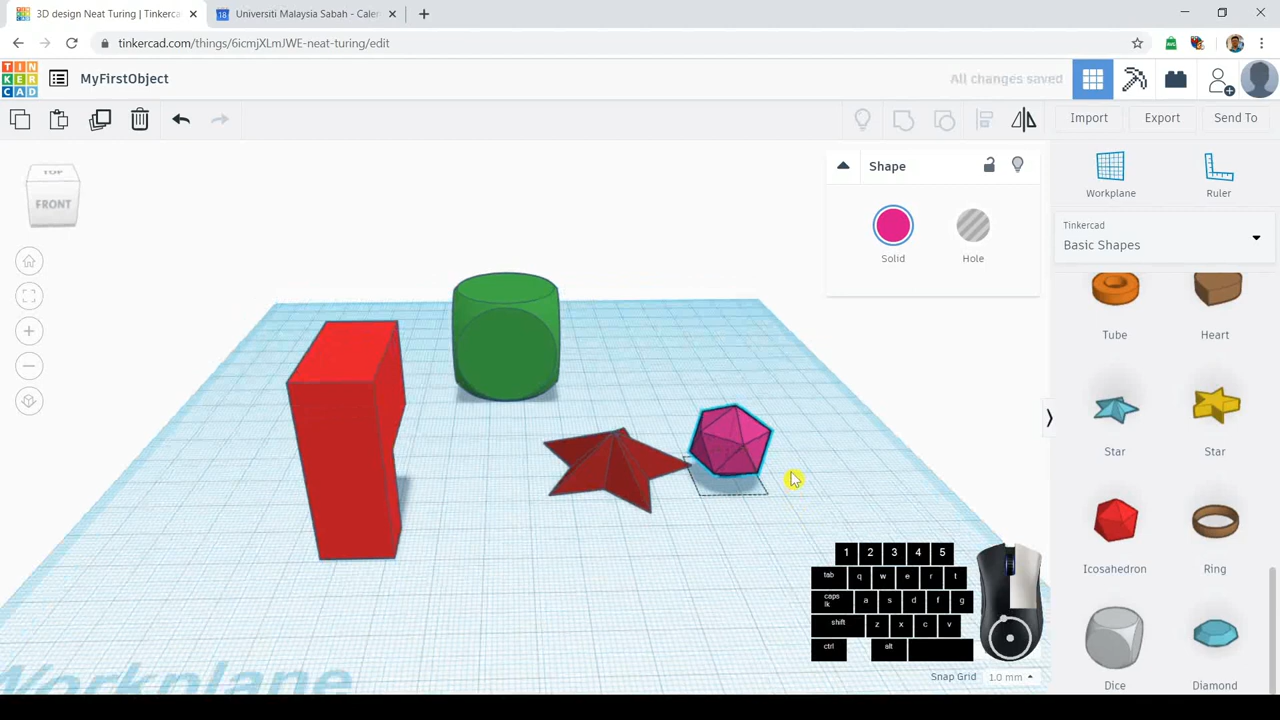 3D design Neat Turing | Tinkerca
Universiti Malaysia Sabah - Caler
tinkercad.com/things/6icmjXLmJWE-neat-turing/edit
TIN
KER
CAD
MyFirstObject
All changes saved
Import
Export
Send To
TOP
FRONT
Shape
Solid
Hole
Workplane
Ruler
Tinkercad
Basic Shapes
Tube
Heart
Star
Star
Icosahedron
Ring
Dice
Diamond
1 2 3 4 5
tab q w e r t
caps lk a s d f g
shift z x c v
ctrl alt
Workplane
Snap Grid 1.0 mm